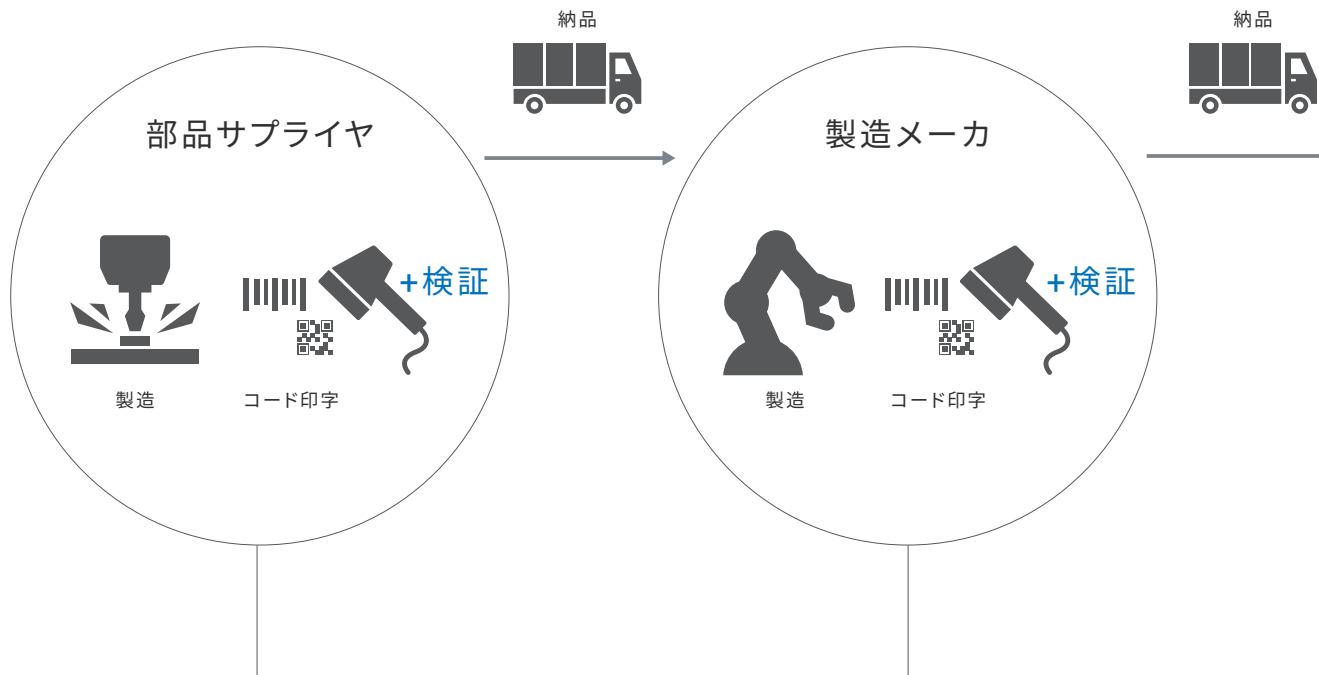 納品
納品
部品サプライヤ
製造メーカ
+検証
+検証
製造
コード印字
製造
コード印字